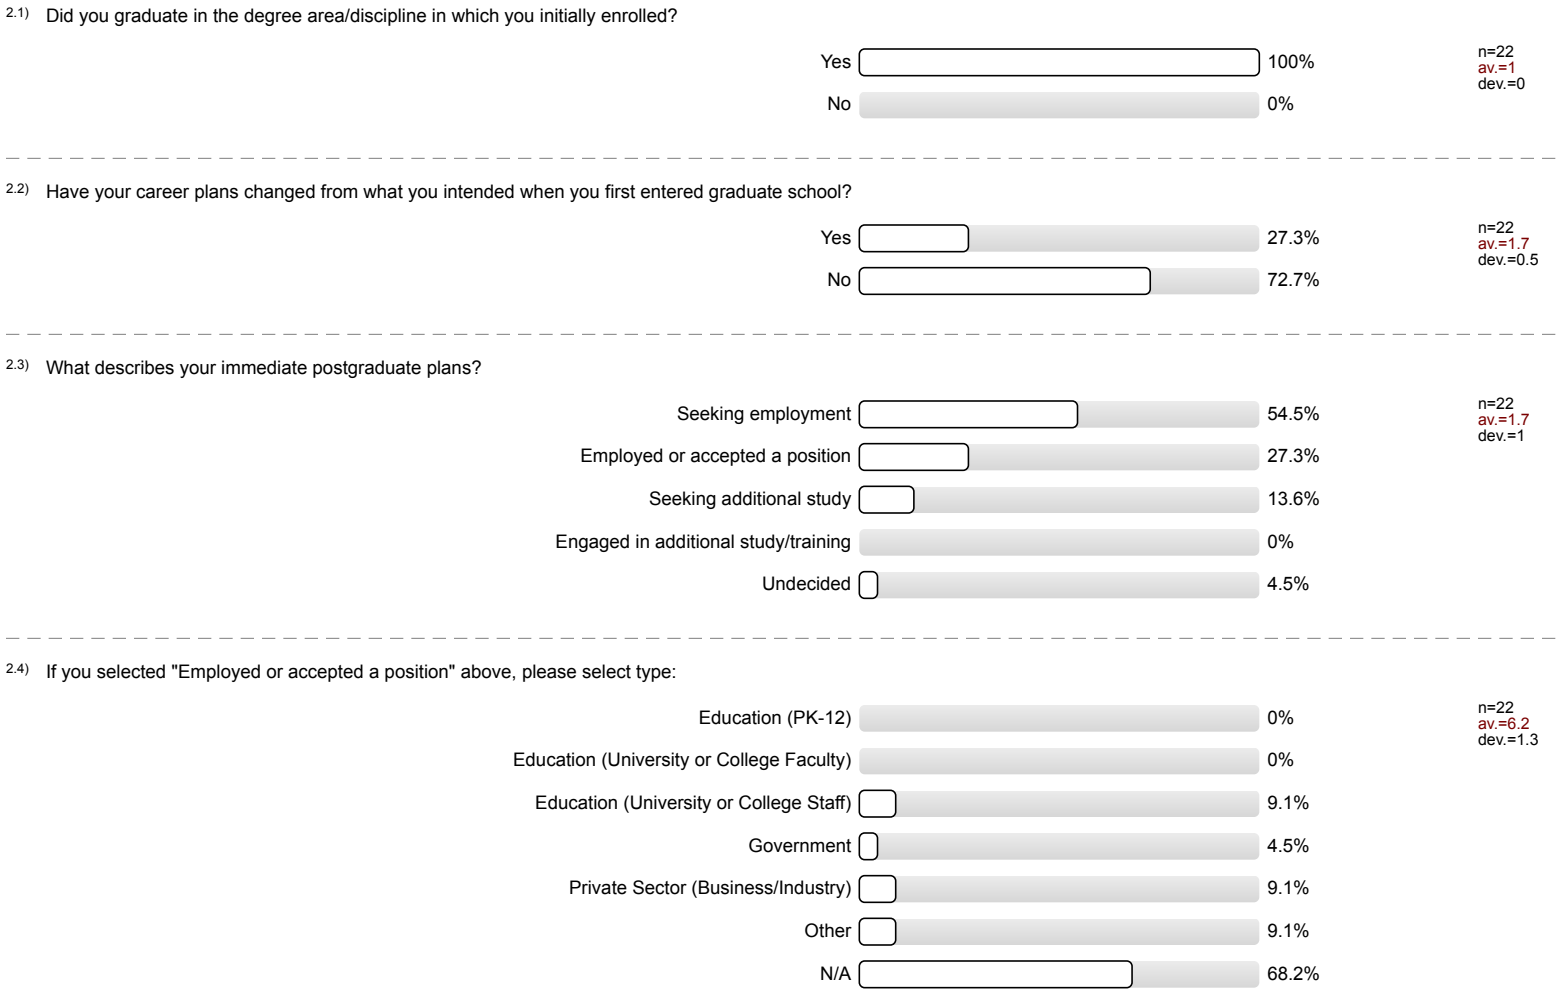 2.1) Did you graduate in the degree area/discipline in which you initially enrolled?
Yes 100%
No 0%
n=22
av.=1
dev.=0
2.2) Have your career plans changed from what you intended when you first entered graduate school?
Yes 27.3%
No 72.7%
n=22
av.=1.7
dev.=0.5
2.3) What describes your immediate postgraduate plans?
Seeking employment 54.5%
Employed or accepted a position 27.3%
Seeking additional study 13.6%
Engaged in additional study/training 0%
Undecided 4.5%
n=22
av.=1.7
dev.=1
2.4) If you selected "Employed or accepted a position" above, please select type:
Education (PK-12) 0%
Education (University or College Faculty) 0%
Education (University or College Staff) 9.1%
Government 4.5%
Private Sector (Business/Industry) 9.1%
Other 9.1%
N/A 68.2%
n=22
av.=6.2
dev.=1.3